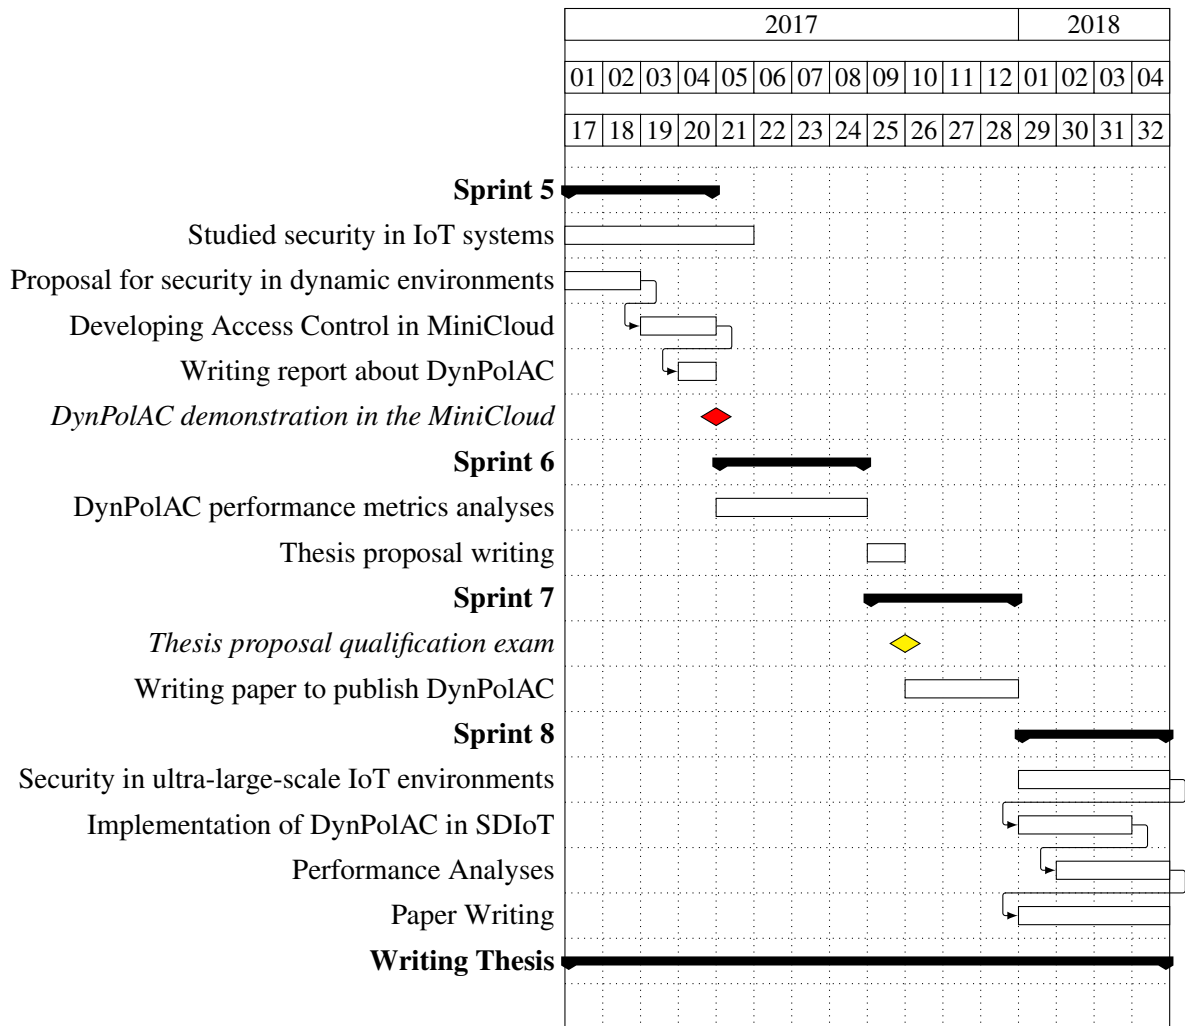 2017 2018
01 02 03 04 05 06 07 08 09 10 11 12 01 02 03 04
17 18 19 20 21 22 23 24 25 26 27 28 29 30 31 32
Sprint 5
Studied security in IoT systems
Proposal for security in dynamic environments
Developing Access Control in MiniCloud
Writing report about DynPolAC
DynPolAC demonstration in the MiniCloud
Sprint 6
DynPolAC performance metrics analyses
Thesis proposal writing
Sprint 7
Thesis proposal qualification exam
Writing paper to publish DynPolAC
Sprint 8
Security in ultra-large-scale IoT environments
Implementation of DynPolAC in SDIoT
Performance Analyses
Paper Writing
Writing Thesis